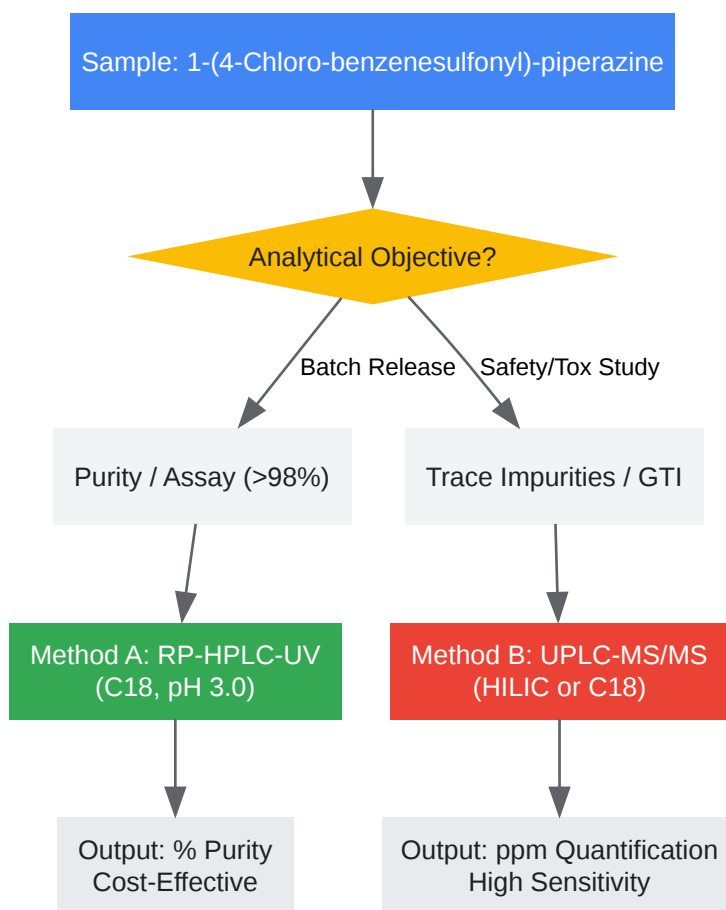 Sample: 1-(4-Chloro-benzenesulfonyl)-piperazine
Analytical Objective?
Batch Release
Safety/Tox Study
Purity / Assay (>98%)
Trace Impurities / GTI
Method A: RP-HPLC-UV
(C18, pH 3.0)
Method B: UPLC-MS/MS
(HILIC or C18)
Output: % Purity
Cost-Effective
Output: ppm Quantification
High Sensitivity